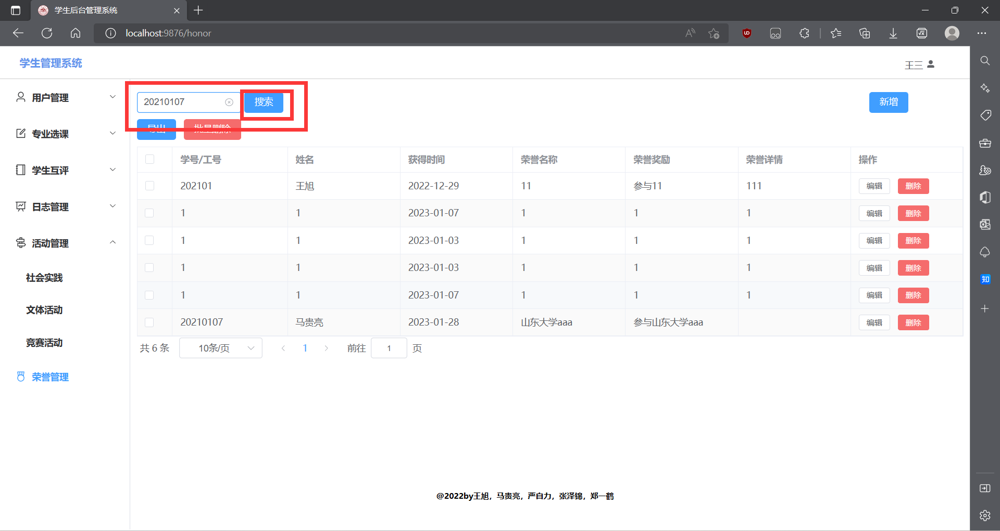 学生后台管理系统
localhost:9876/honor
学生管理系统
王三
用户管理
专业选课
学生互评
日志管理
活动管理
社会实践
文体活动
竞赛活动
荣誉管理
20210107 搜索 新增
导出 批量删除
学号/工号 姓名 获得时间 荣誉名称 荣誉奖励 荣誉详情 操作
202101 王旭 2022-12-29 11 参与11 111 编辑 删除
1 1 2023-01-07 1 1 1 编辑 删除
1 1 2023-01-03 1 1 1 编辑 删除
1 1 2023-01-03 1 1 1 编辑 删除
1 1 2023-01-07 1 1 1 编辑 删除
20210107 马贵亮 2023-01-28 山东大学aaa 参与山东大学aaa 编辑 删除
共 6 条 10条/页 1 前往 1 页
@2022by王旭，马贵亮，严自力，张泽锦，郑一鹤
知